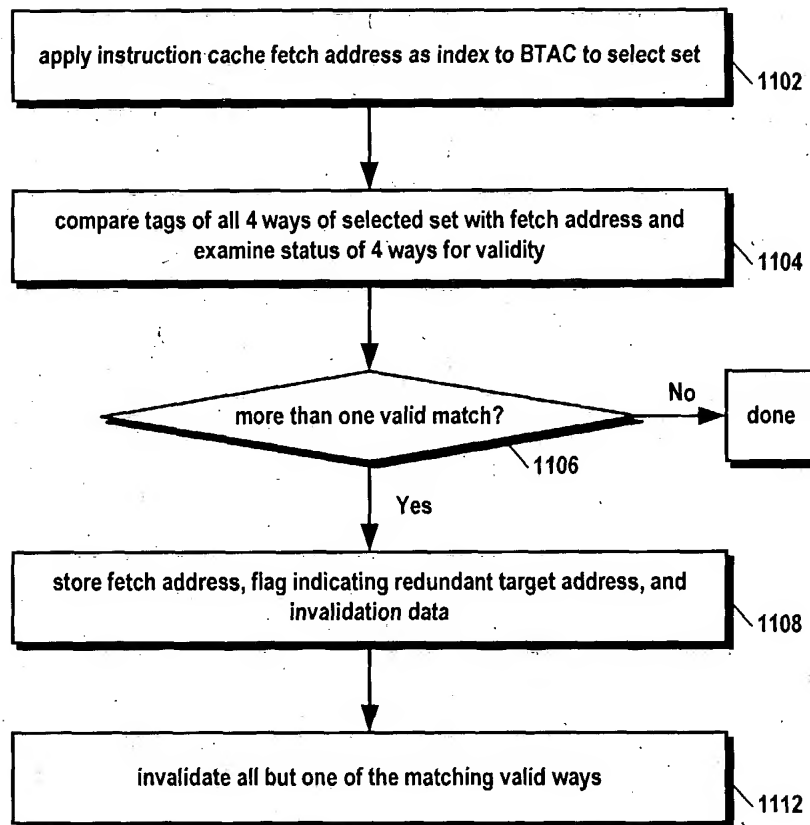 apply instruction cache fetch address as index to BTAC to select set
1102
compare tags of all 4 ways of selected set with fetch address and
examine status of 4 ways for validity
1104
more than one valid match?
No
done
1106
Yes
store fetch address, flag indicating redundant target address, and
invalidation data
1108
invalidate all but one of the matching valid ways
1112